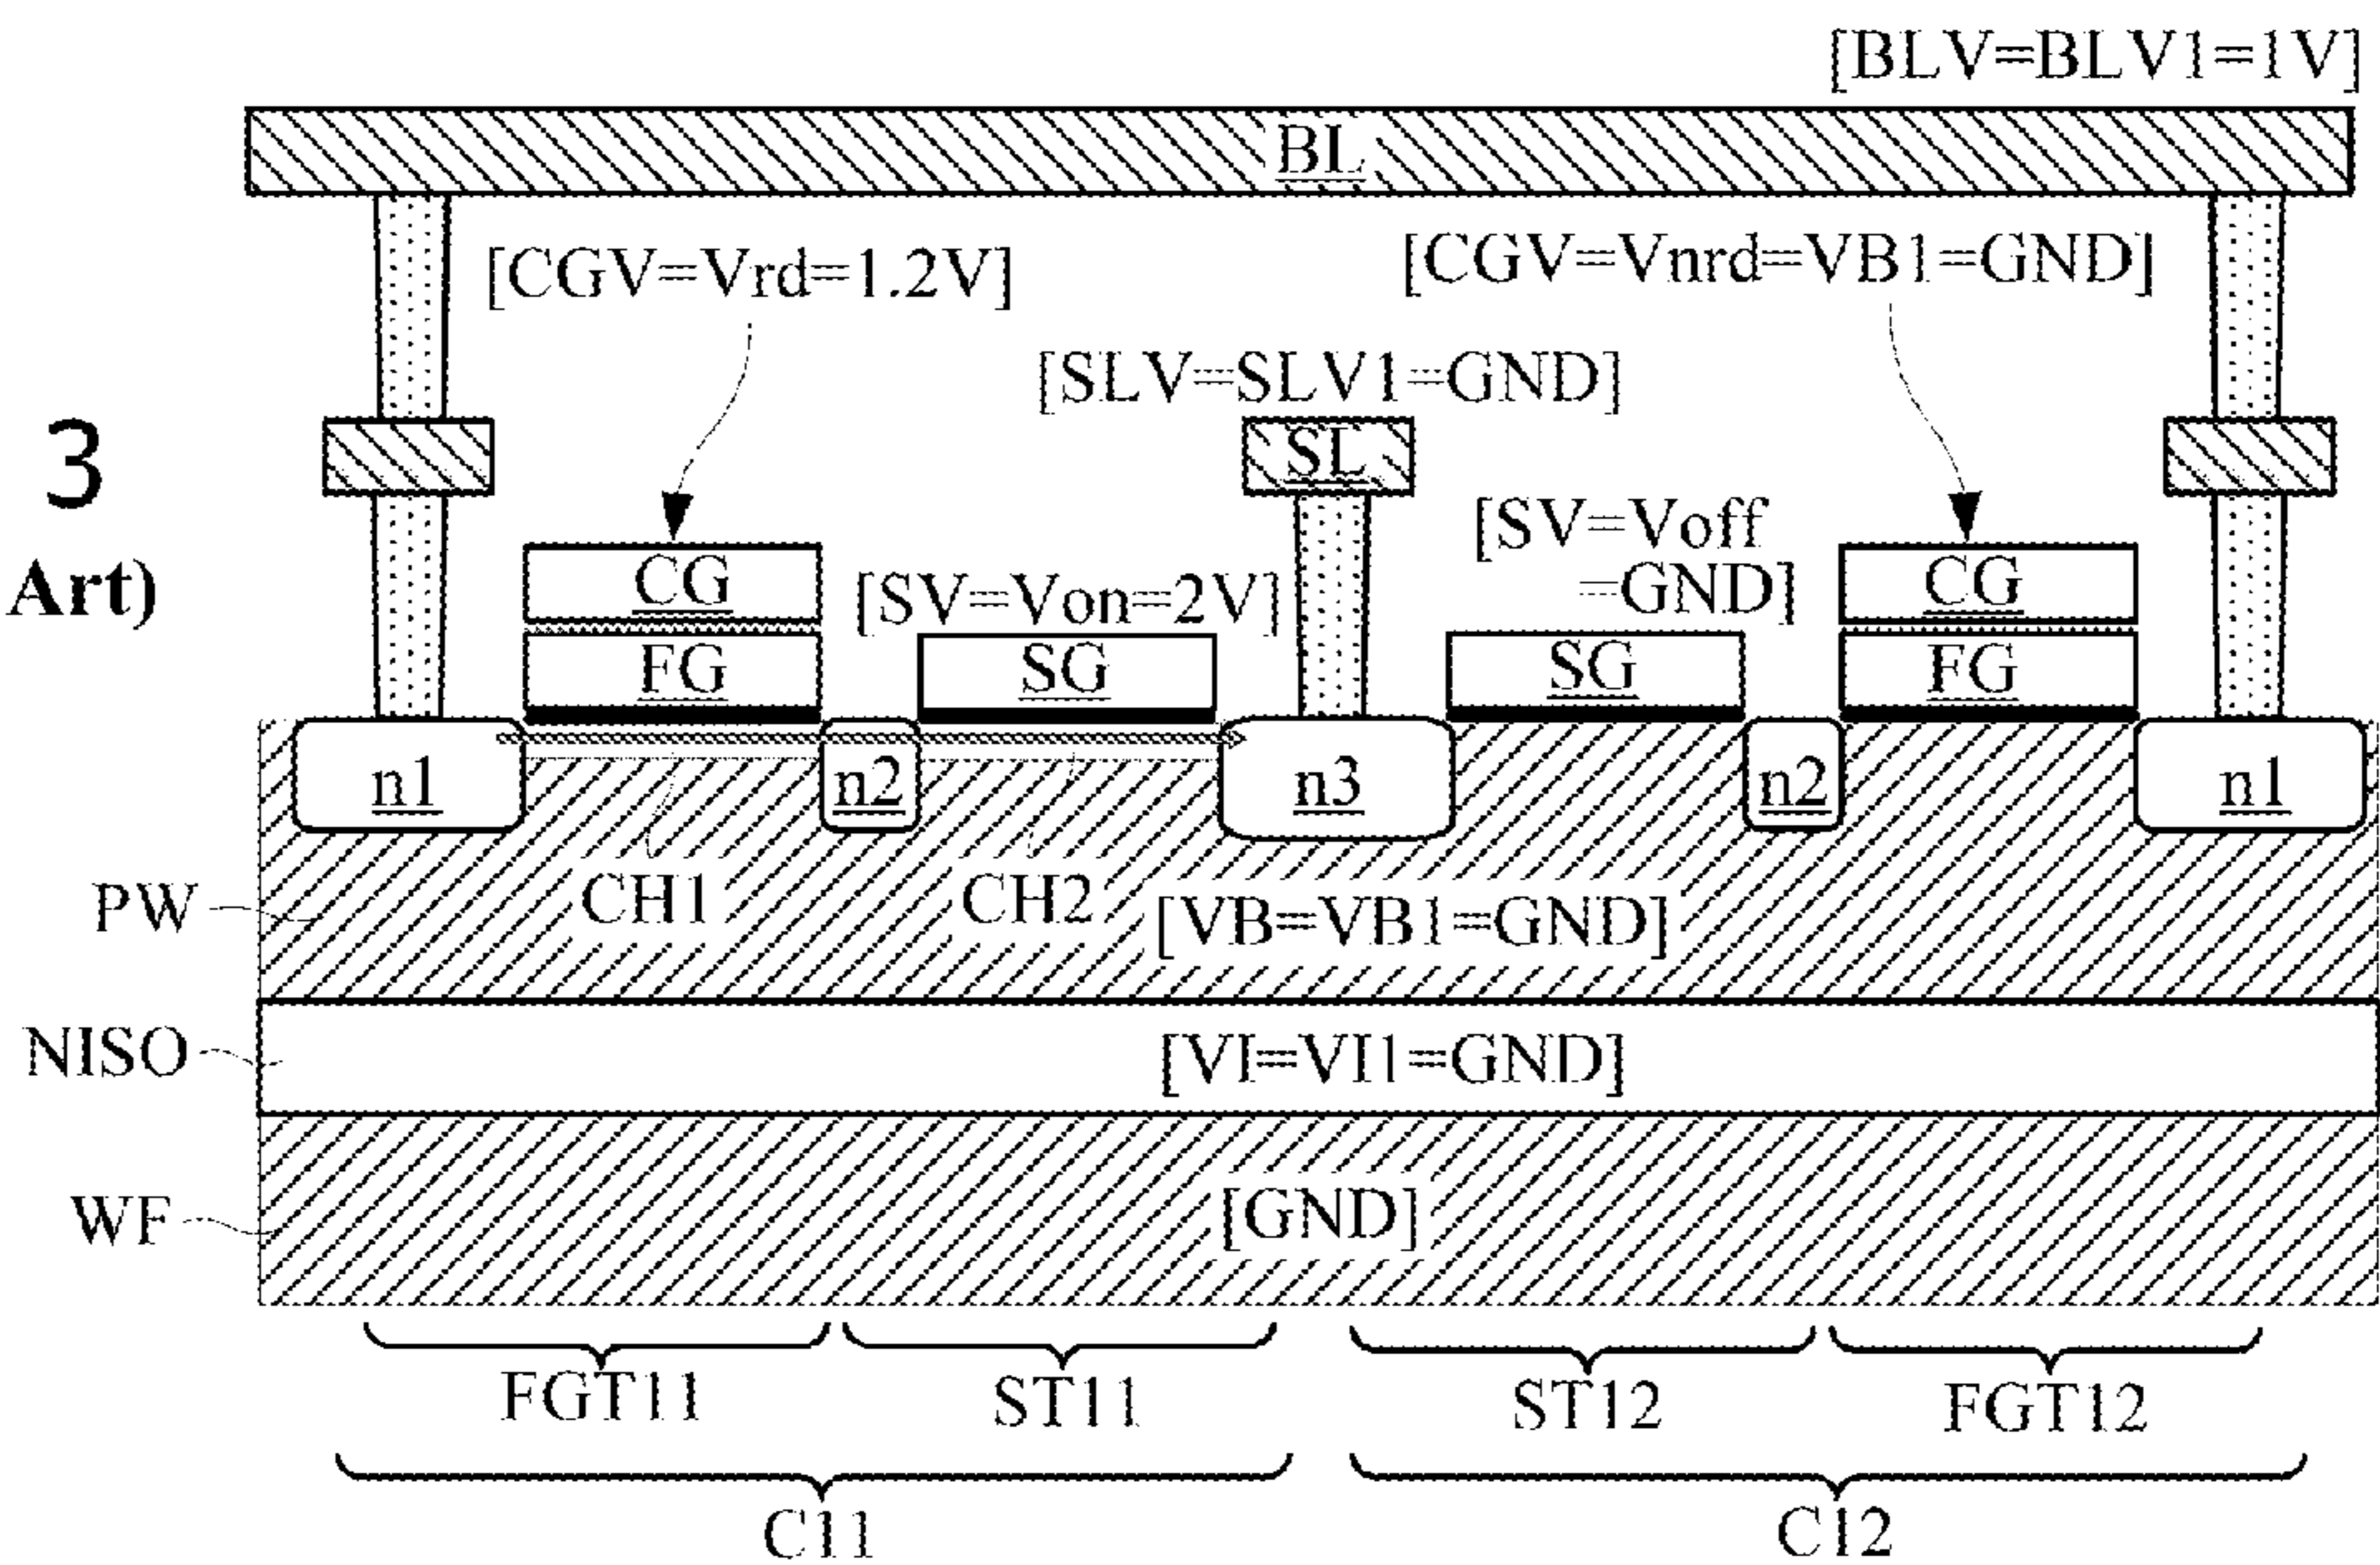 [BLV=BLV1=1V]
BL
[CGV=Vrd=1.2V]
[CGV=Vnrd=VB1=GND]
[SLV=SLV1=GND]
3
SL
[SV=Voff
=GND]
Art)
CG
[SV=Von=2V]
CG
FG
SG
SG
FG
n1
n2
n3
n2
n1
PW
CH1
CH2
[VB=VB1=GND]
NISO
[VI=VI1=GND]
WF
[GND]
FGT11
ST11
ST12
FGT12
C11
C12